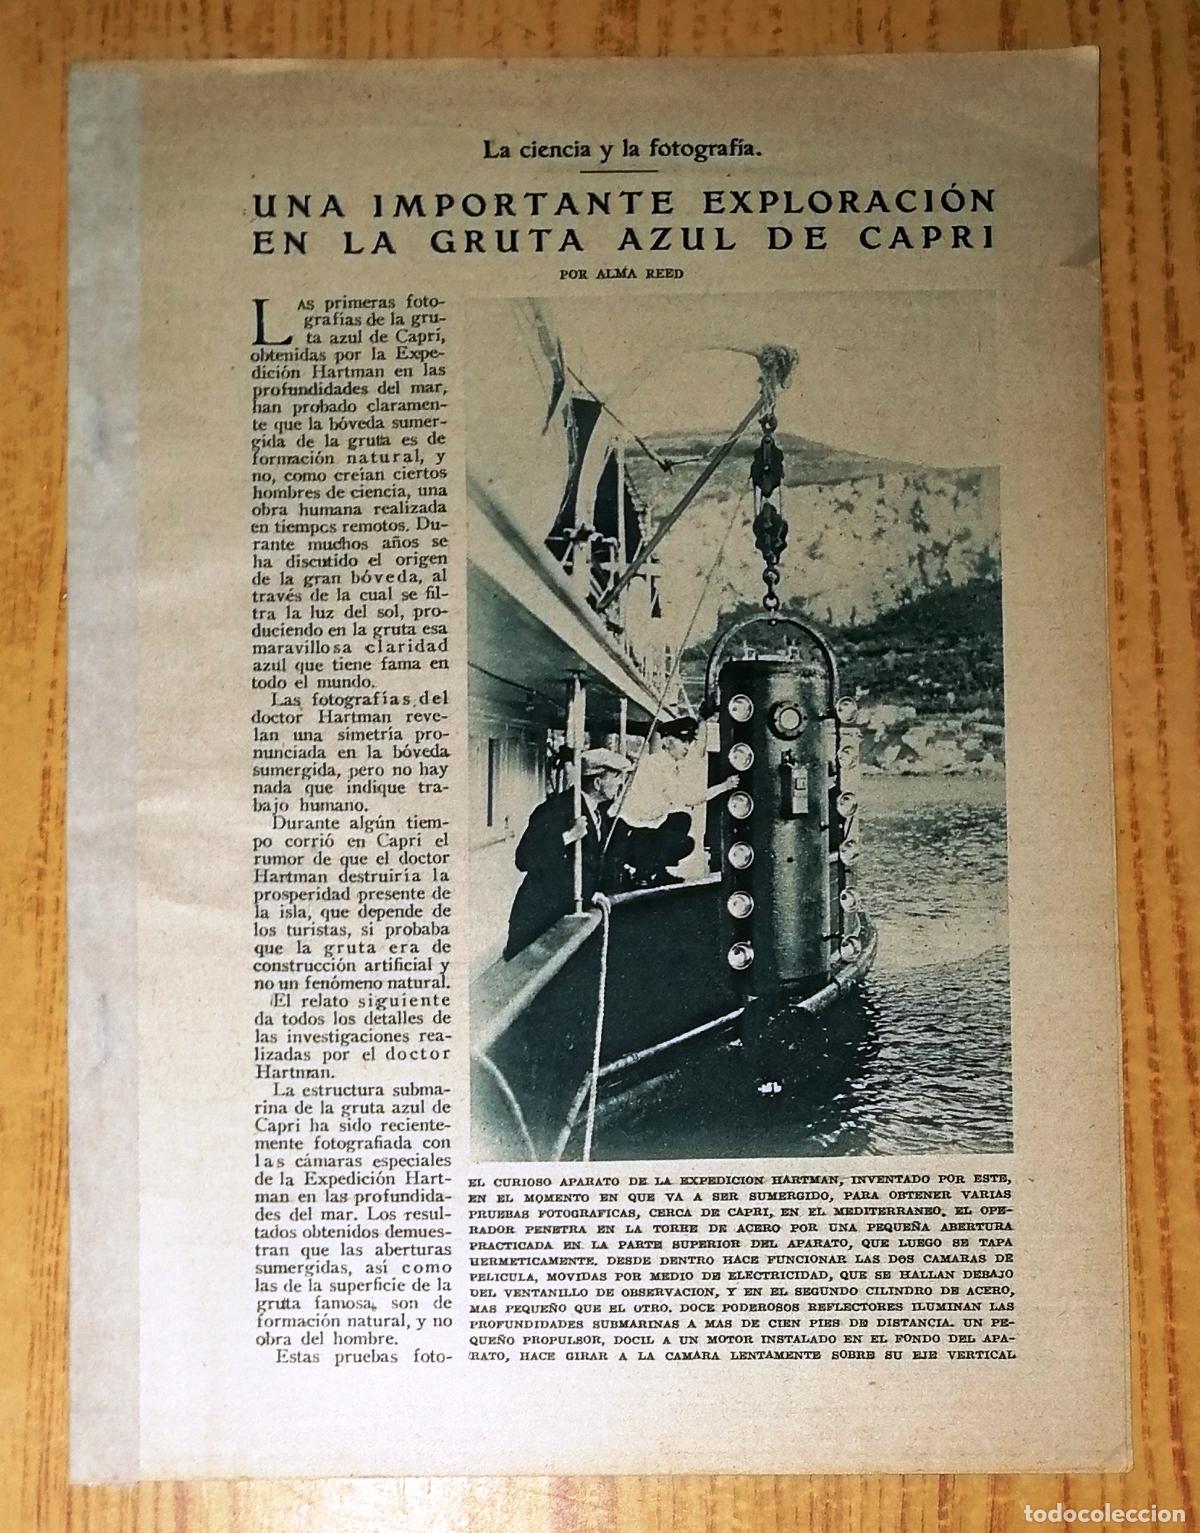 La ciencia y la fotografía.
UNA IMPORTANTE EXPLORACIÓN
EN LA GRUTA AZUL DE CAPRI
POR ALMA REED
LAS primeras foto-
grafías de la gru-
ta azul de Capri,
obtenidas por la Expe-
dición Hartman en las
profundidades del mar,
han probado claramen-
te que la bóveda sumer-
gida de la gruta es de
formación natural, y
no, como creían ciertos
hombres de ciencia, una
obra humana realizada
en tiempos remotos. Du-
rante muchos años se
ha discutido el origen
de la gran bóveda, al
través de la cual se fil-
tra la luz del sol, pro-
duciendo en la gruta esa
maravillosa claridad
azul que tiene fama en
todo el mundo.
Las fotografías del
doctor Hartman reve-
lan una simetría pro-
nunciada en la bóveda
sumergida, pero no hay
nada que indique tra-
bajo humano.
Durante algún tiem-
po corrió en Capri el
rumor de que el doctor
Hartman destruiría la
prosperidad presente de
la isla, que depende de
los turistas, si probaba
que la gruta era de
construcción artificial y
no un fenómeno natural.
El relato siguiente
da todos los detalles de
las investigaciones rea-
lizadas por el doctor
Hartman.
La estructura subma-
rina de la gruta azul de
Capri ha sido reciente-
mente fotografiada con
las cámaras especiales
de la Expedición Hart-
man en las profundida-
des del mar. Los resul-
tados obtenidos demues-
tran que las aberturas
sumergidas, así como
las de la superficie de la
gruta famosa, son de
formación natural, y no
obra del hombre.
Estas pruebas foto-
EL CURIOSO APARATO DE LA EXPEDICION HARTMAN, INVENTADO POR ESTE,
EN EL MOMENTO EN QUE VA A SER SUMERGIDO, PARA OBTENER VARIAS
PRUEBAS FOTOGRAFICAS, CERCA DE CAPRI, EN EL MEDITERRANEO. EL OPE-
RADOR PENETRA EN LA TORRE DE ACERO POR UNA PEQUEÑA ABERTURA
PRACTICADA EN LA PARTE SUPERIOR DEL APARATO, QUE LUEGO SE TAPA
HERMETICAMENTE. DESDE DENTRO HACE FUNCIONAR LAS DOS CAMARAS DE
PELICULA, MOVIDAS POR MEDIO DE ELECTRICIDAD, QUE SE HALLAN DEBAJO
DEL VENTANILLO DE OBSERVACION, Y EN EL SEGUNDO CILINDRO DE ACERO,
MAS PEQUEÑO QUE EL OTRO. DOCE PODEROSOS REFLECTORES ILUMINAN LAS
PROFUNDIDADES SUBMARINAS A MAS DE CIEN PIES DE DISTANCIA. UN PE-
QUEÑO PROPULSOR, DOCIL A UN MOTOR INSTALADO EN EL FONDO DEL APA-
RATO, HACE GIRAR A LA CAMARA LENTAMENTE SOBRE SU EJE VERTICAL
todocoleccion